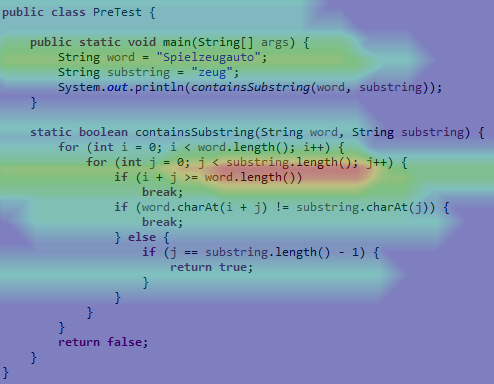 public class PreTest {
public static void main(String[] args) {
String word = "Spielzeugauto";
String substring = "zeug";
System.out.println(containsSubstring(word, substring));
}
static boolean containsSubstring(String word, String substring) {
for (int i = 0; i < word.length(); i++) {
for (int j = 0; j < substring.length(); j++) {
if (i + j >= word.length())
break;
if (word.charAt(i + j) != substring.charAt(j)) {
break;
} else {
if (j == substring.length() - 1) {
return true;
}
}
}
}
return false;
}
}